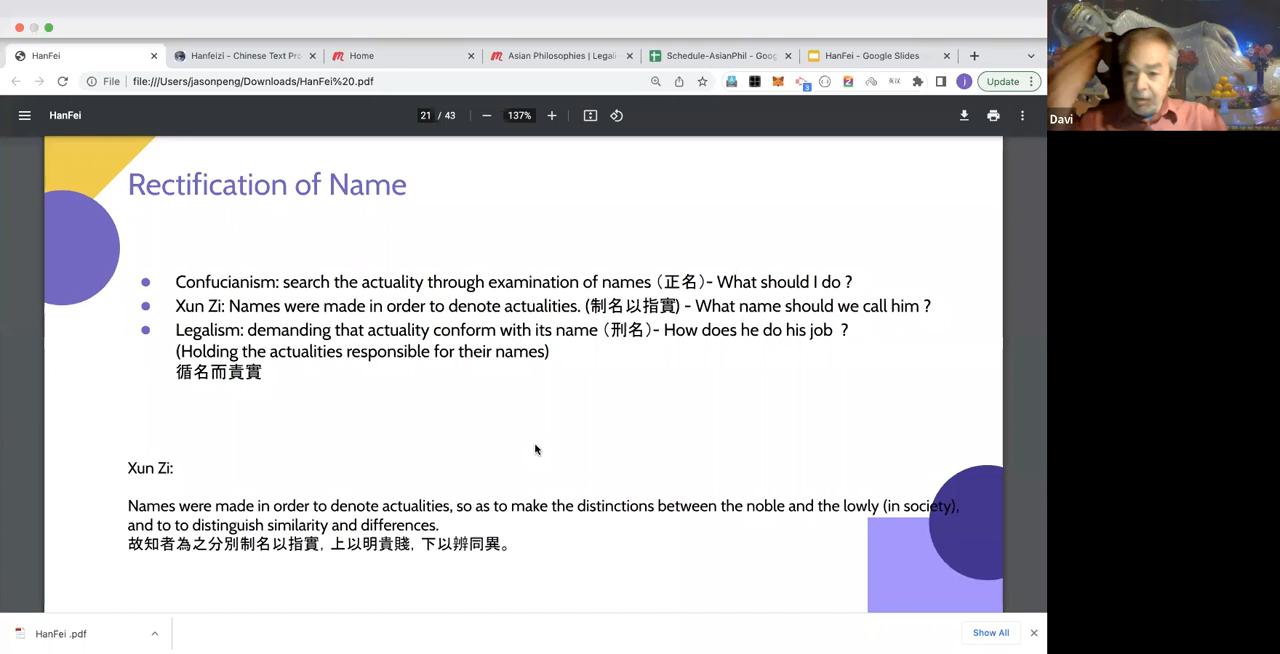 HanFei
Hanfeizi - Chinese Text Pro
Home
Asian Philosophies | Legali
Schedule-AsianPhil - Goog
HanFei - Google Slides
File
file:///Users/jasonpeng/Downloads/HanFei%20.pdf
Update
HanFei
21 / 43
137%
Davi
Rectification of Name
Confucianism: search the actuality through examination of names (正名)- What should I do ?
Xun Zi: Names were made in order to denote actualities. (制名以指實) - What name should we call him ?
Legalism: demanding that actuality conform with its name (刑名)- How does he do his job ?
(Holding the actualities responsible for their names)
循名而責實
Xun Zi:
Names were made in order to denote actualities, so as to make the distinctions between the noble and the lowly (in society),
and to to distinguish similarity and differences.
故知者為之分別制名以指實, 上以明貴賤, 下以辨同異。
HanFei .pdf
Show All